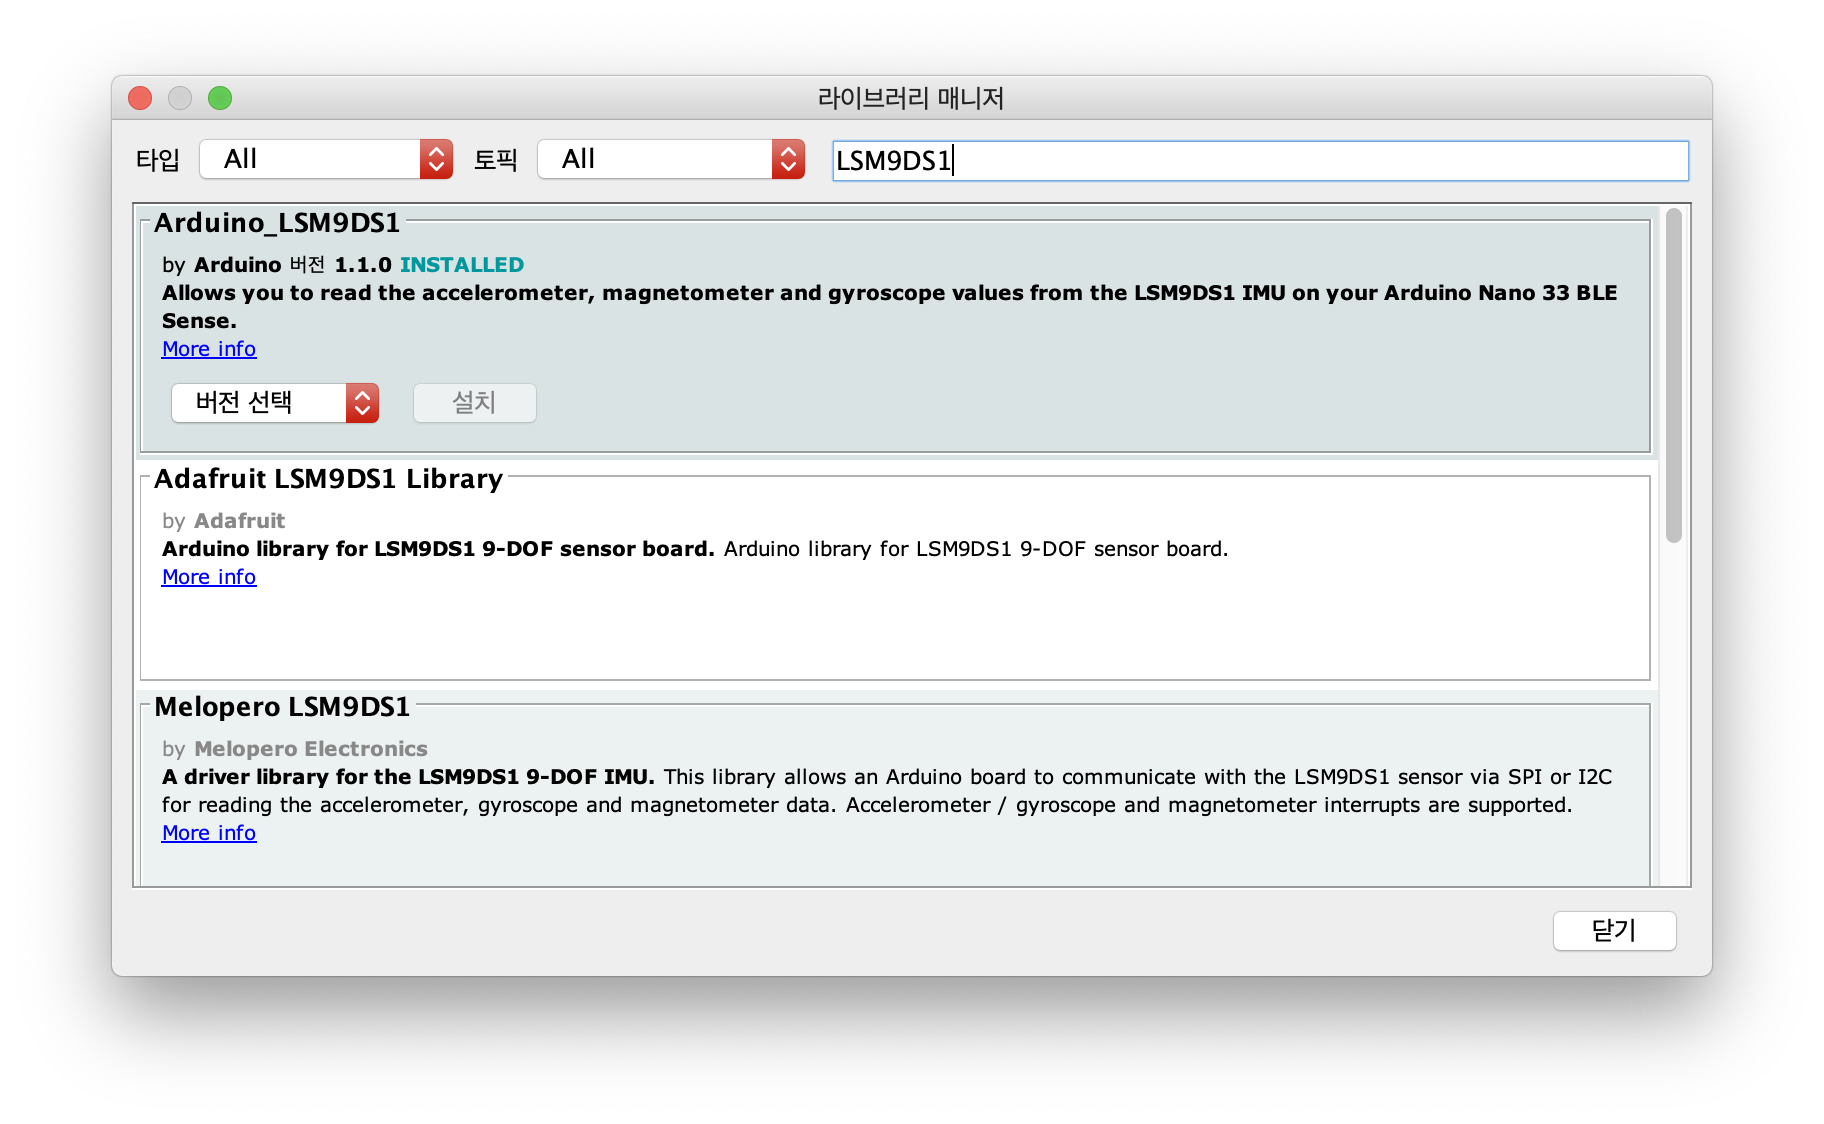 라이브러리 매니저
타입 All 토픽 All LSM9DS1
Arduino_LSM9DS1
by Arduino 버전 1.1.0 INSTALLED
Allows you to read the accelerometer, magnetometer and gyroscope values from the LSM9DS1 IMU on your Arduino Nano 33 BLE
Sense.
More info
버전 선택 설치
Adafruit LSM9DS1 Library
by Adafruit
Arduino library for LSM9DS1 9-DOF sensor board. Arduino library for LSM9DS1 9-DOF sensor board.
More info
Melopero LSM9DS1
by Melopero Electronics
A driver library for the LSM9DS1 9-DOF IMU. This library allows an Arduino board to communicate with the LSM9DS1 sensor via SPI or I2C
for reading the accelerometer, gyroscope and magnetometer data. Accelerometer / gyroscope and magnetometer interrupts are supported.
More info
닫기